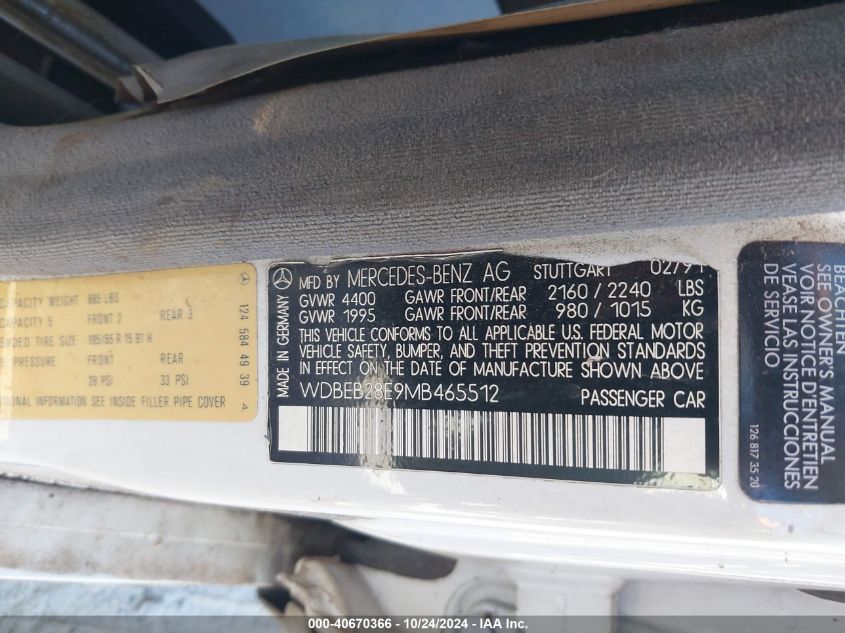 CAPACITY WEIGHT 885 LBS
CAPACITY 5 FRONT 2 REAR 3
TIRE SIZE 195/65 R 15 91 H
PRESSURE FRONT REAR
28 PSI 33 PSI
INFORMATION SEE INSIDE FILLER PIPE COVER 4
124 584 49 39
MADE IN GERMANY
MFD BY MERCEDES-BENZ AG STUTTGART 02/91
GVWR 4400 GAWR FRONT/REAR 2160 / 2240 LBS
GVWR 1995 GAWR FRONT/REAR 980 / 1015 KG
THIS VEHICLE CONFORMS TO ALL APPLICABLE U.S. FEDERAL MOTOR
VEHICLE SAFETY, BUMPER, AND THEFT PREVENTION STANDARDS
IN EFFECT ON THE DATE OF MANUFACTURE SHOWN ABOVE
WDBEB28E9MB465512 PASSENGER CAR
BEACHTEN
SEE OWNER'S MANUAL
VOIR NOTICE D'ENTRE
VEASE LAS INSTRUCCIONES
126 817 35 20
000-40670366 - 10/24/2024 - IAA Inc.